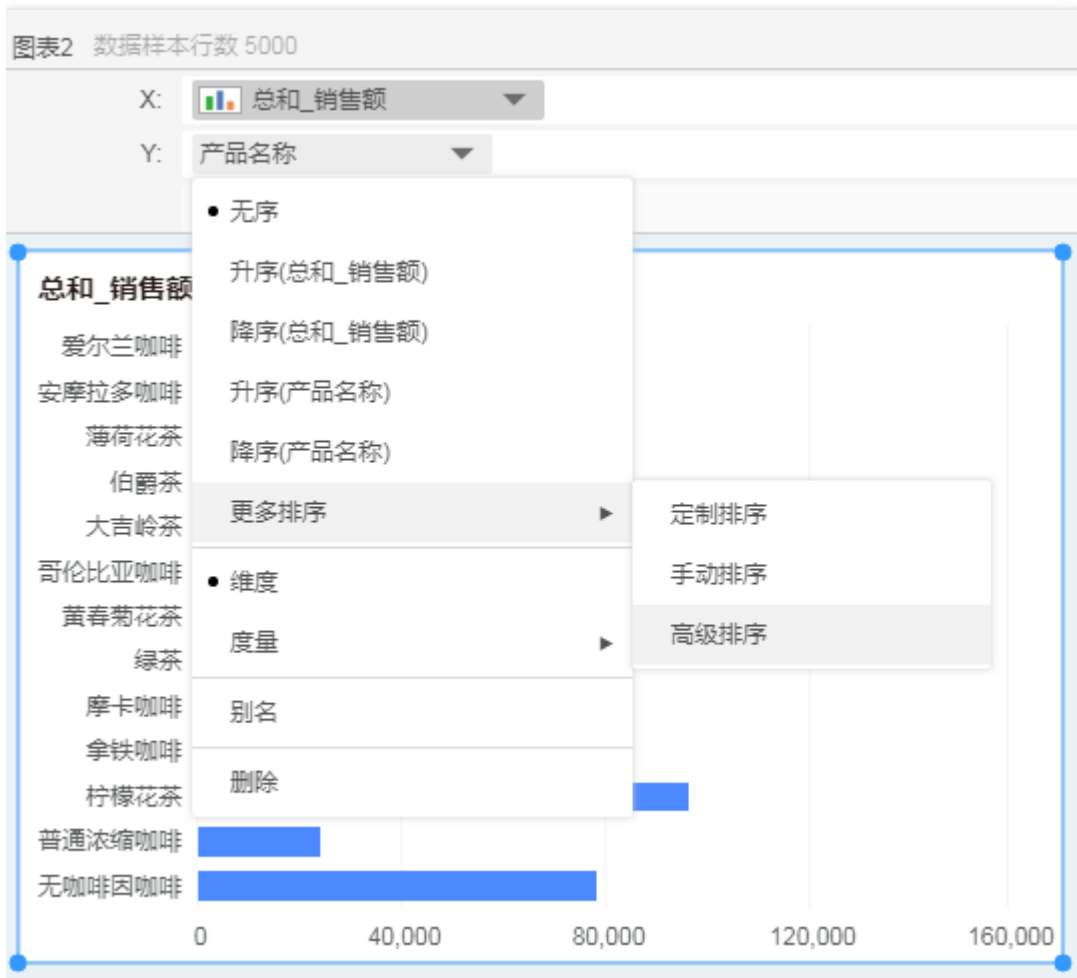 图表2 数据样本行数 5000
X: 总和_销售额
Y: 产品名称
无序
升序(总和_销售额)
降序(总和_销售额)
升序(产品名称)
降序(产品名称)
更多排序
定制排序
手动排序
高级排序
维度
度量
别名
删除
总和_销售额
爱尔兰咖啡
安摩拉多咖啡
薄荷花茶
伯爵茶
大吉岭茶
哥伦比亚咖啡
黄春菊花茶
绿茶
摩卡咖啡
拿铁咖啡
柠檬花茶
普通浓缩咖啡
无咖啡因咖啡
0 40,000 80,000 120,000 160,000